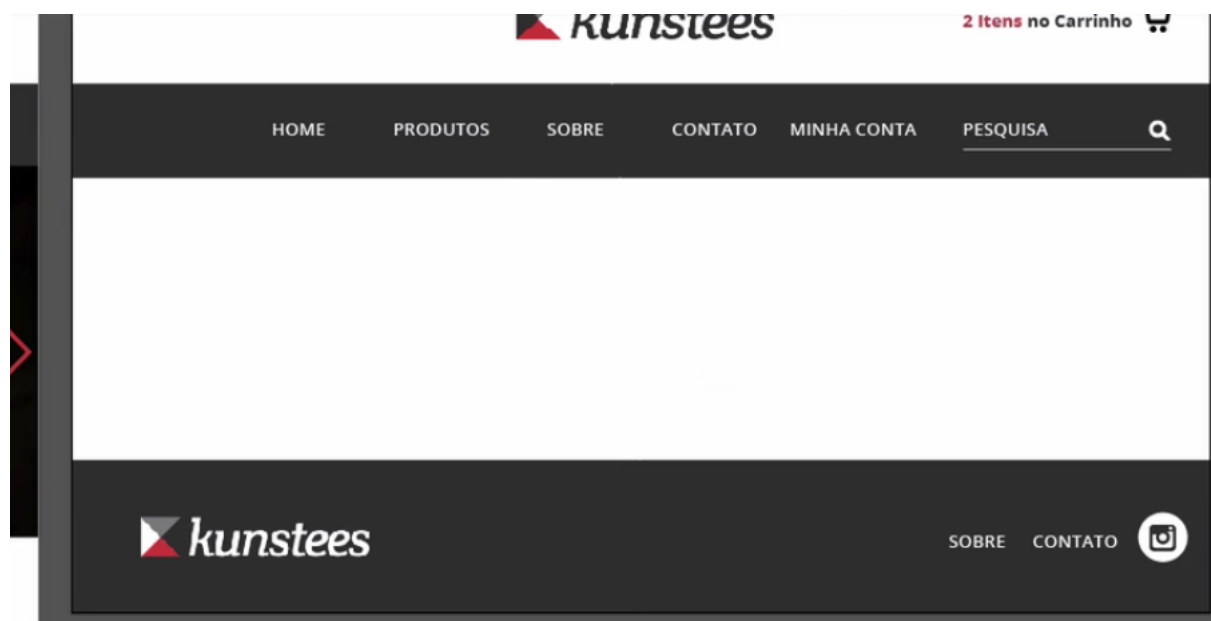 kunstees
2 Itens no Carrinho
HOME PRODUTOS SOBRE CONTATO MINHA CONTA PESQUISA
kunstees
SOBRE CONTATO